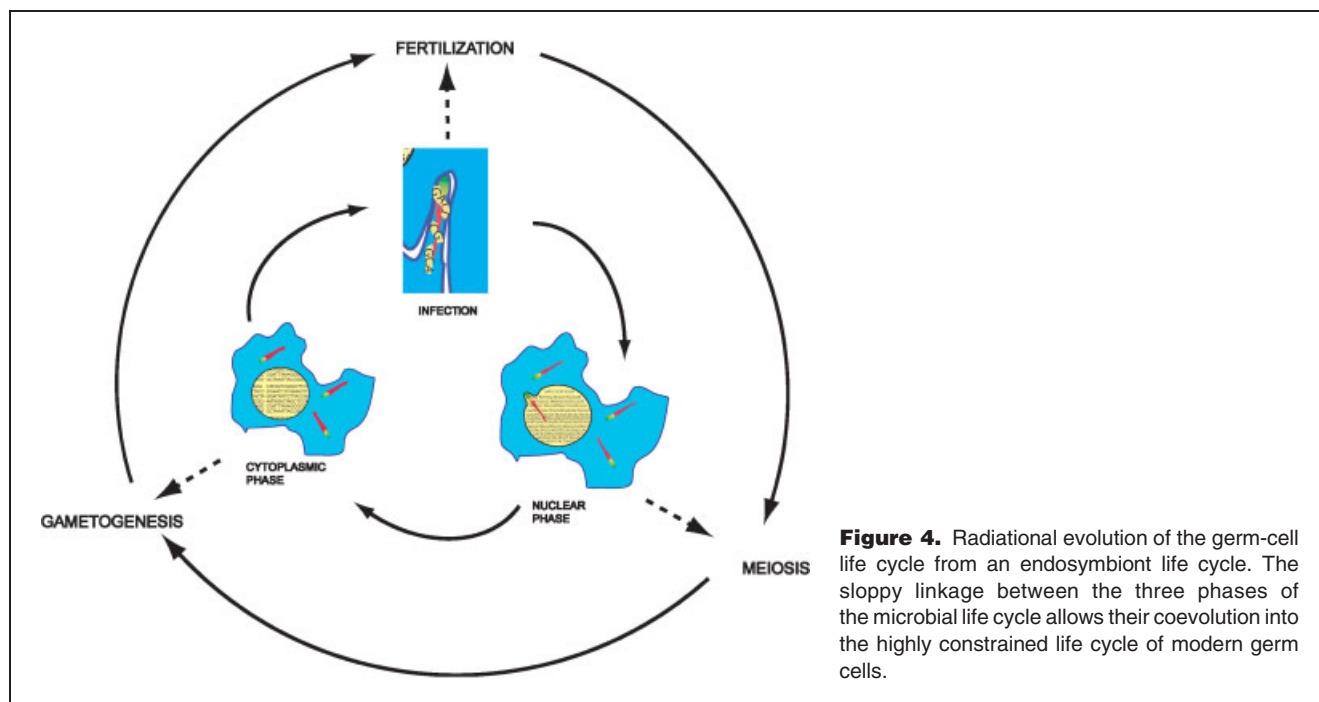 FERTILIZATION
INFECTION
CYTOPLASMIC
PHASE
NUCLEAR
PHASE
GAMETOGENESIS
MEIOSIS
Figure 4. Radiational evolution of the germ-cell
life cycle from an endosymbiont life cycle. The
sloppy linkage between the three phases of
the microbial life cycle allows their coevolution into
the highly constrained life cycle of modern germ
cells.